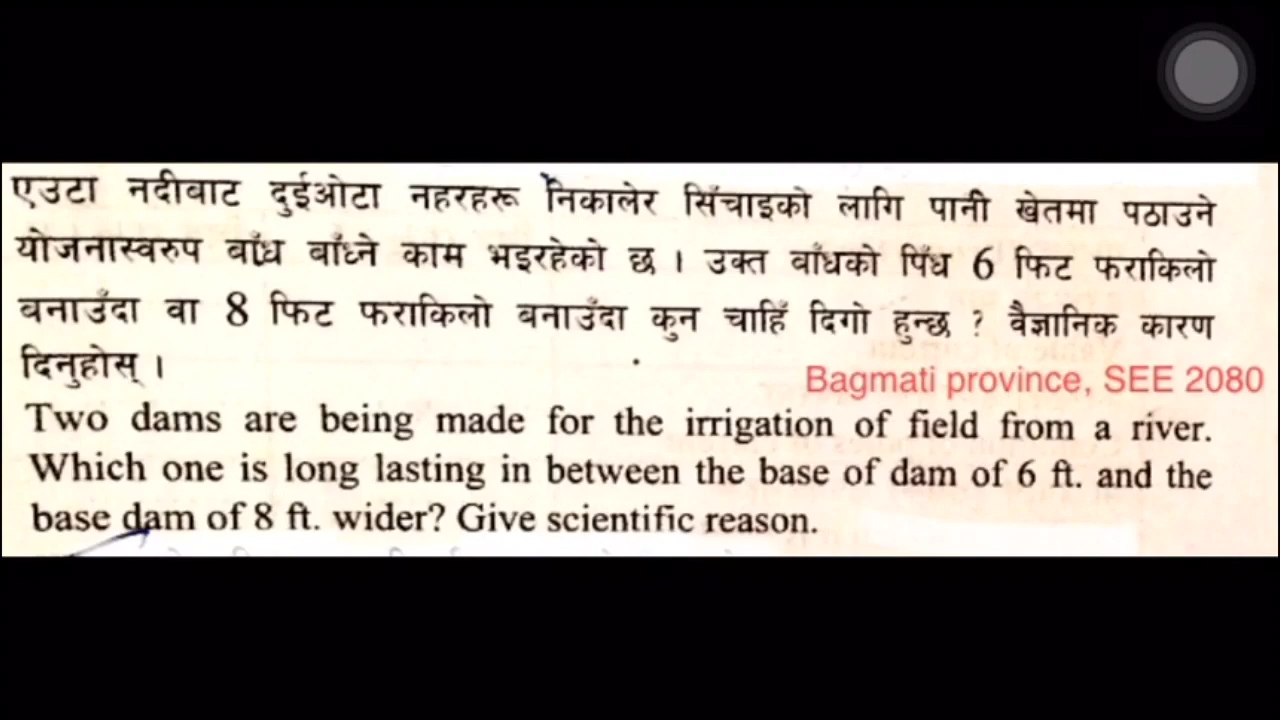 एउटा नदीबाट दुईओटा नहरहरू निकालेर सिँचाइको लागि पानी खेतमा पठाउने
योजनास्वरुप बाँध बाँध्ने काम भइरहेको छ । उक्त बाँधको पिँध 6 फिट फराकिलो
बनाउँदा वा 8 फिट फराकिलो बनाउँदा कुन चाहिँ दिगो हुन्छ ? वैज्ञानिक कारण
दिनुहोस् ।
Bagmati province, SEE 2080
Two dams are being made for the irrigation of field from a river.
Which one is long lasting in between the base of dam of 6 ft. and the
base dam of 8 ft. wider? Give scientific reason.